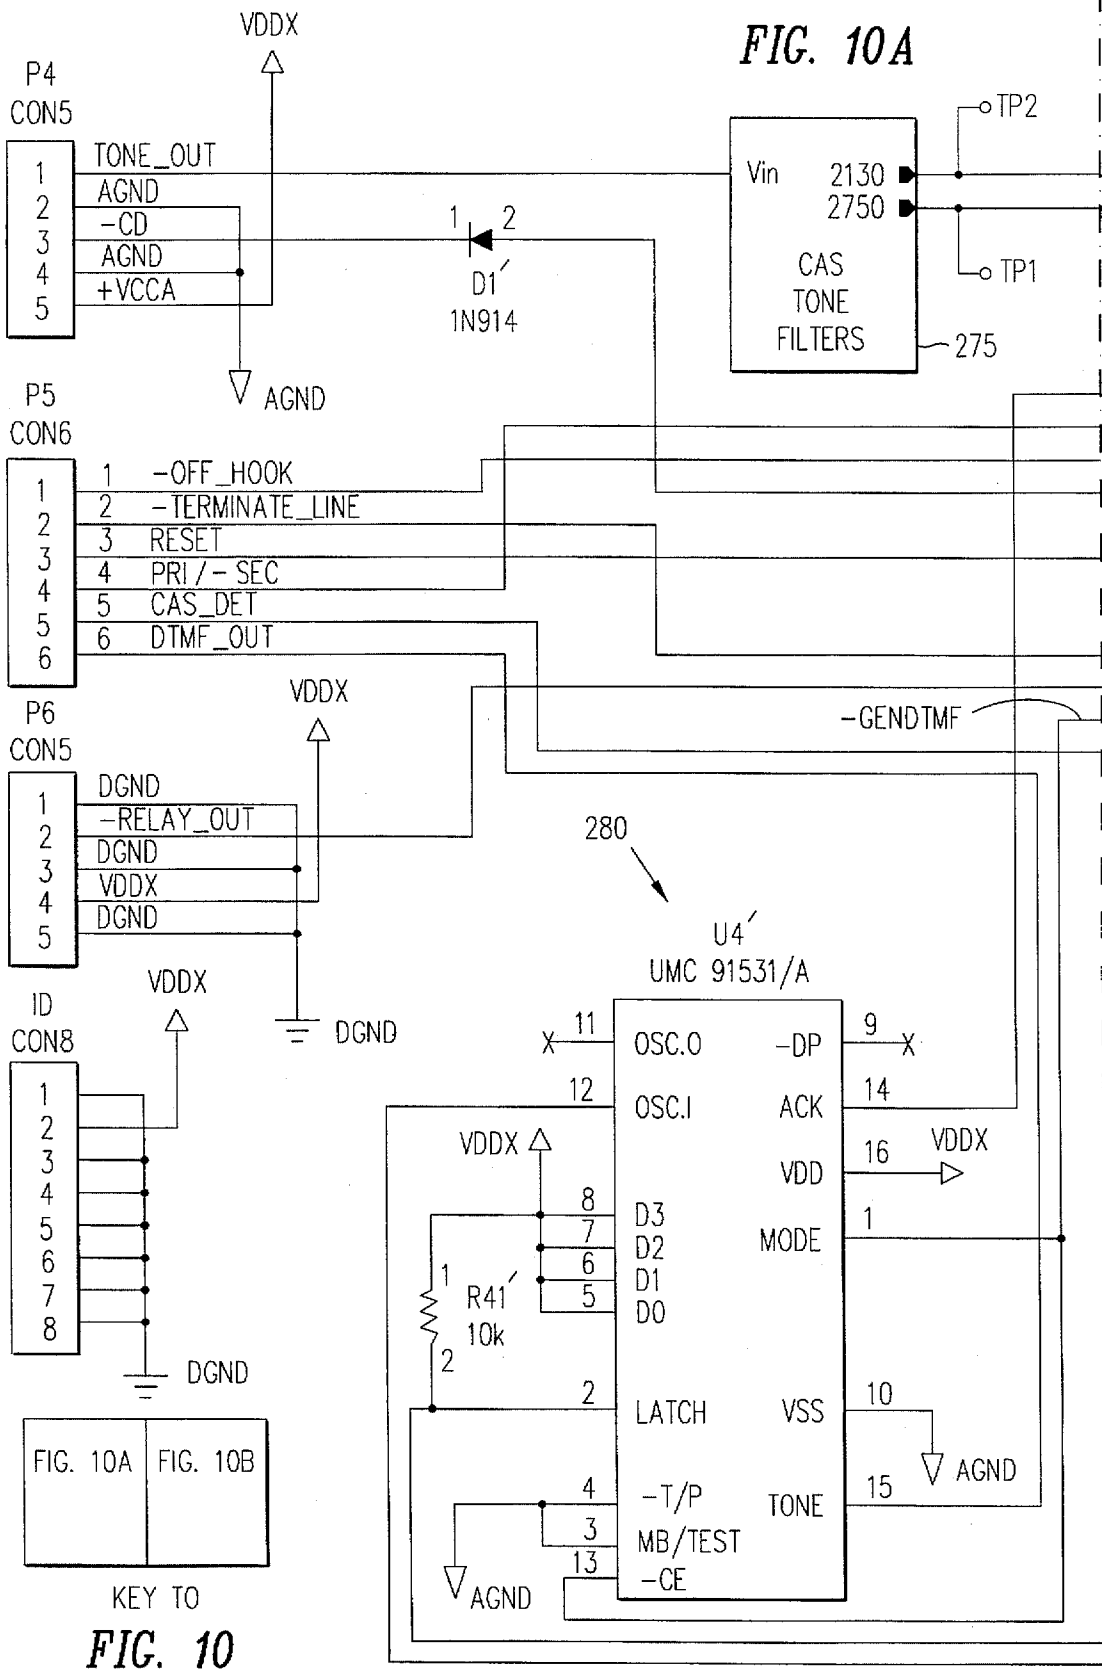 FIG. 10A
VDDX
P4
CON5
1 TONE_OUT
2 AGND
3 -CD
4 AGND
5 +VCCA
AGND
1 2
D1′
1N914
Vin 2130
2750
CAS
TONE
FILTERS
275
TP2
TP1
P5
CON6
1 1 -OFF_HOOK
2 2 -TERMINATE_LINE
3 3 RESET
4 4 PRI/-SEC
5 5 CAS_DET
6 6 DTMF_OUT
-GENDTMF
VDDX
P6
CON5
1 DGND
2 -RELAY_OUT
3 DGND
4 VDDX
5 DGND
DGND
VDDX
ID
CON8
1
2
3
4
5
6
7
8
DGND
280
U4′
UMC 91531/A
11 OSC.O
12 OSC.I
VDDX
8 D3
7 D2
6 D1
5 D0
1
R41′
10k
2
2 LATCH
4 -T/P
3 MB/TEST
13 -CE
AGND
-DP 9
ACK 14
VDD 16
VDDX
MODE 1
VSS 10
AGND
TONE 15
FIG. 10A FIG. 10B
KEY TO
FIG. 10